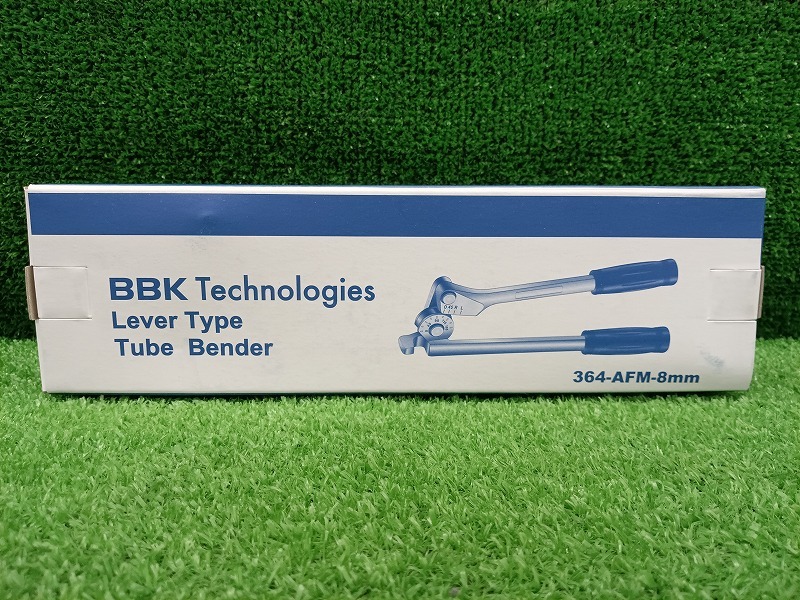 BBK Technologies
Lever Type
Tube Bender
364-AFM-8mm